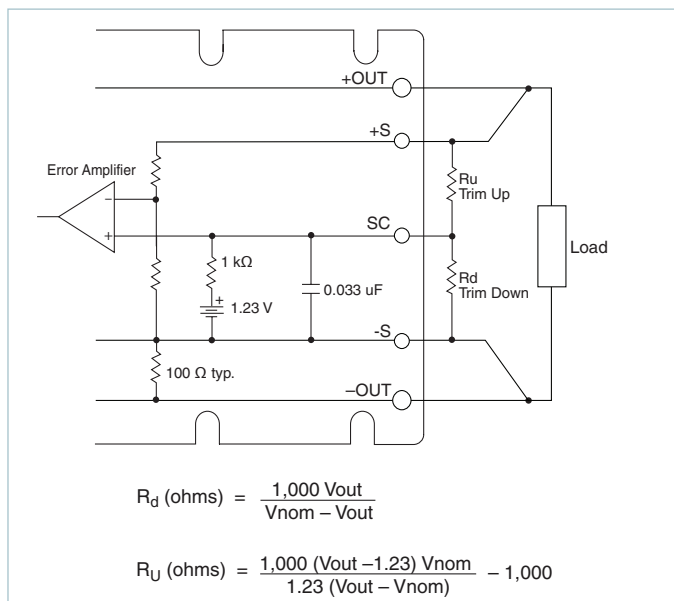 +OUT
+S
Error Amplifier
–
+
Ru
Trim Up
SC
1 kΩ
+
1.23 V
0.033 uF
Rd
Trim Down
Load
-S
100 Ω typ.
–OUT
Rd (ohms) = 1,000 Vout / Vnom – Vout
RU (ohms) = 1,000 (Vout –1.23) Vnom / 1.23 (Vout – Vnom) – 1,000